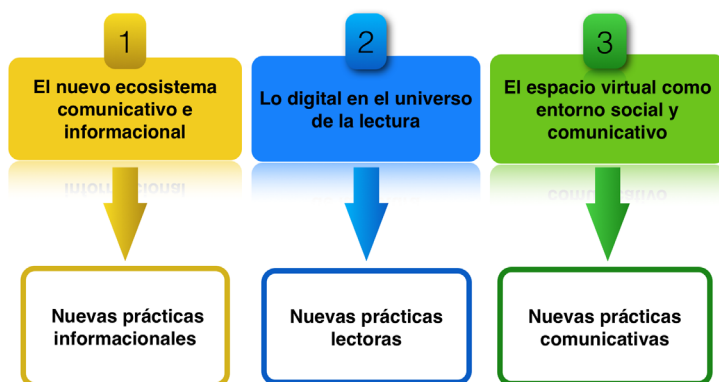 1
El nuevo ecosistema
comunicativo e
informacional
2
Lo digital en el universo
de la lectura
3
El espacio virtual como
entorno social y
comunicativo
Nuevas prácticas
informacionales
Nuevas prácticas
lectoras
Nuevas prácticas
comunicativas